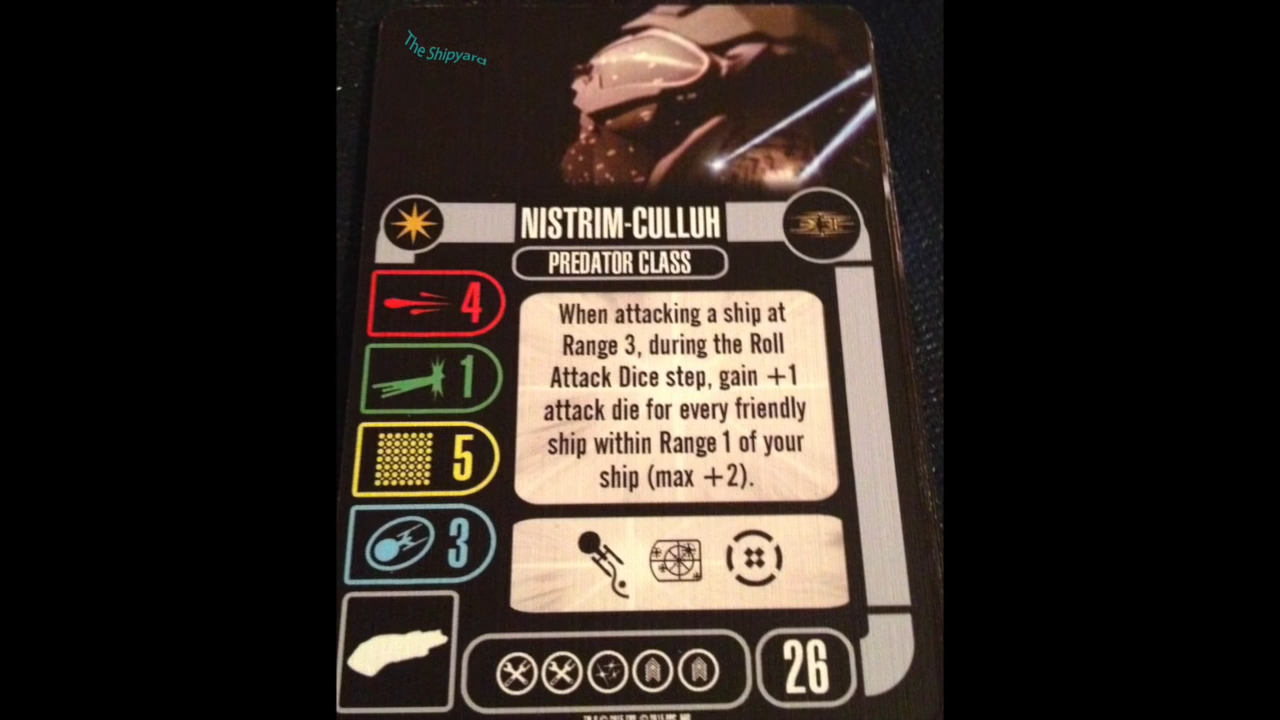 The Shipyard
NISTRIM-CULLUH
PREDATOR CLASS
4
1
5
3
When attacking a ship at
Range 3, during the Roll
Attack Dice step, gain +1
attack die for every friendly
ship within Range 1 of your
ship (max +2).
26